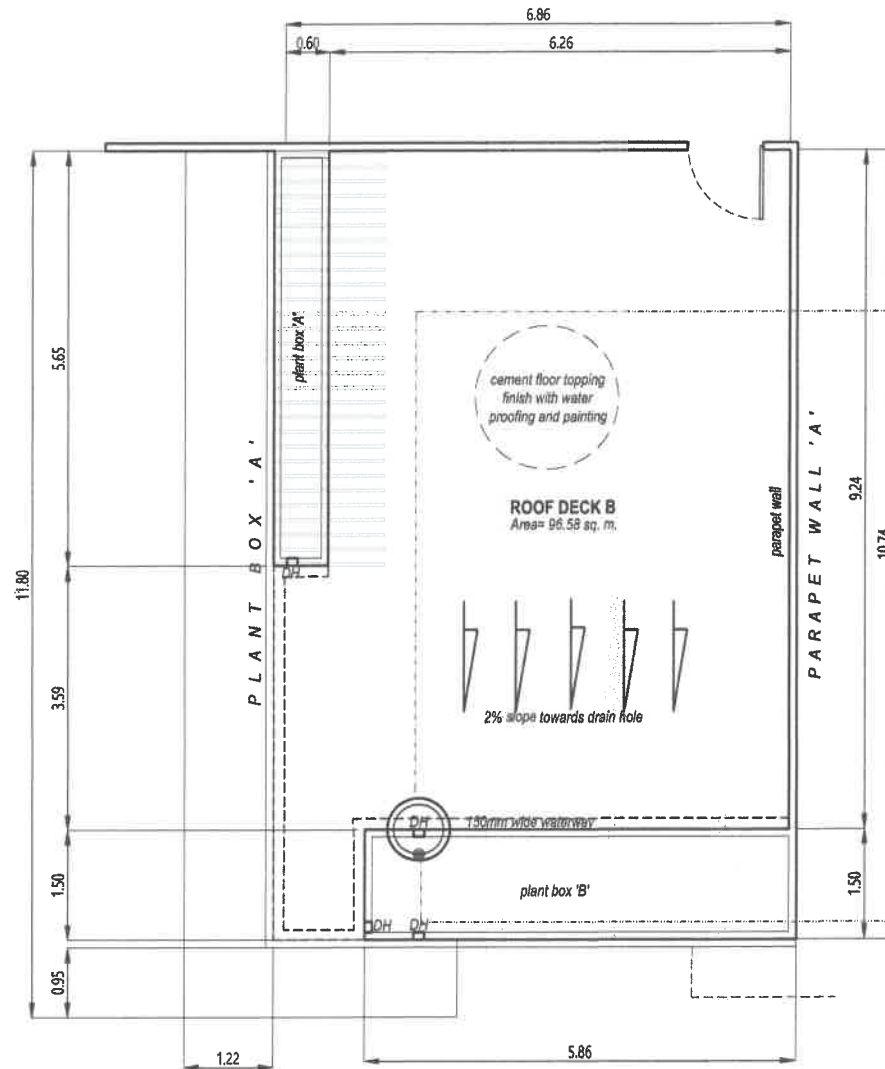 6.86
0.60
6.26
5.65
11.80
3.59
1.50
0.95
1.22
5.86
9.24
10.74
1.50
plant box 'A'
PLANT BOX 'A'
cement floor topping
finish with water
proofing and painting
ROOF DECK B
Area= 96.58 sq. m.
parapet wall
PARAPET WALL 'A'
DH
2% slope towards drain hole
DH
150mm wide waterway
plant box 'B'
DH
DH